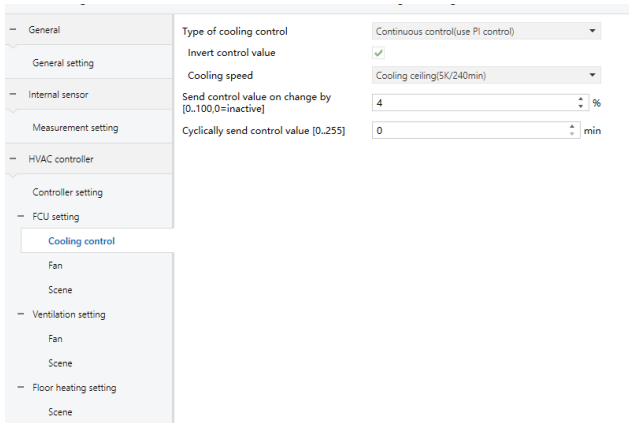 General
General setting
Internal sensor
Measurement setting
HVAC controller
Controller setting
FCU setting
Cooling control
Fan
Scene
Ventilation setting
Fan
Scene
Floor heating setting
Scene
Type of cooling control Continuous control(use PI control)
Invert control value
Cooling speed Cooling ceiling(5K/240min)
Send control value on change by
[0..100,0=inactive] 4 %
Cyclically send control value [0..255] 0 min